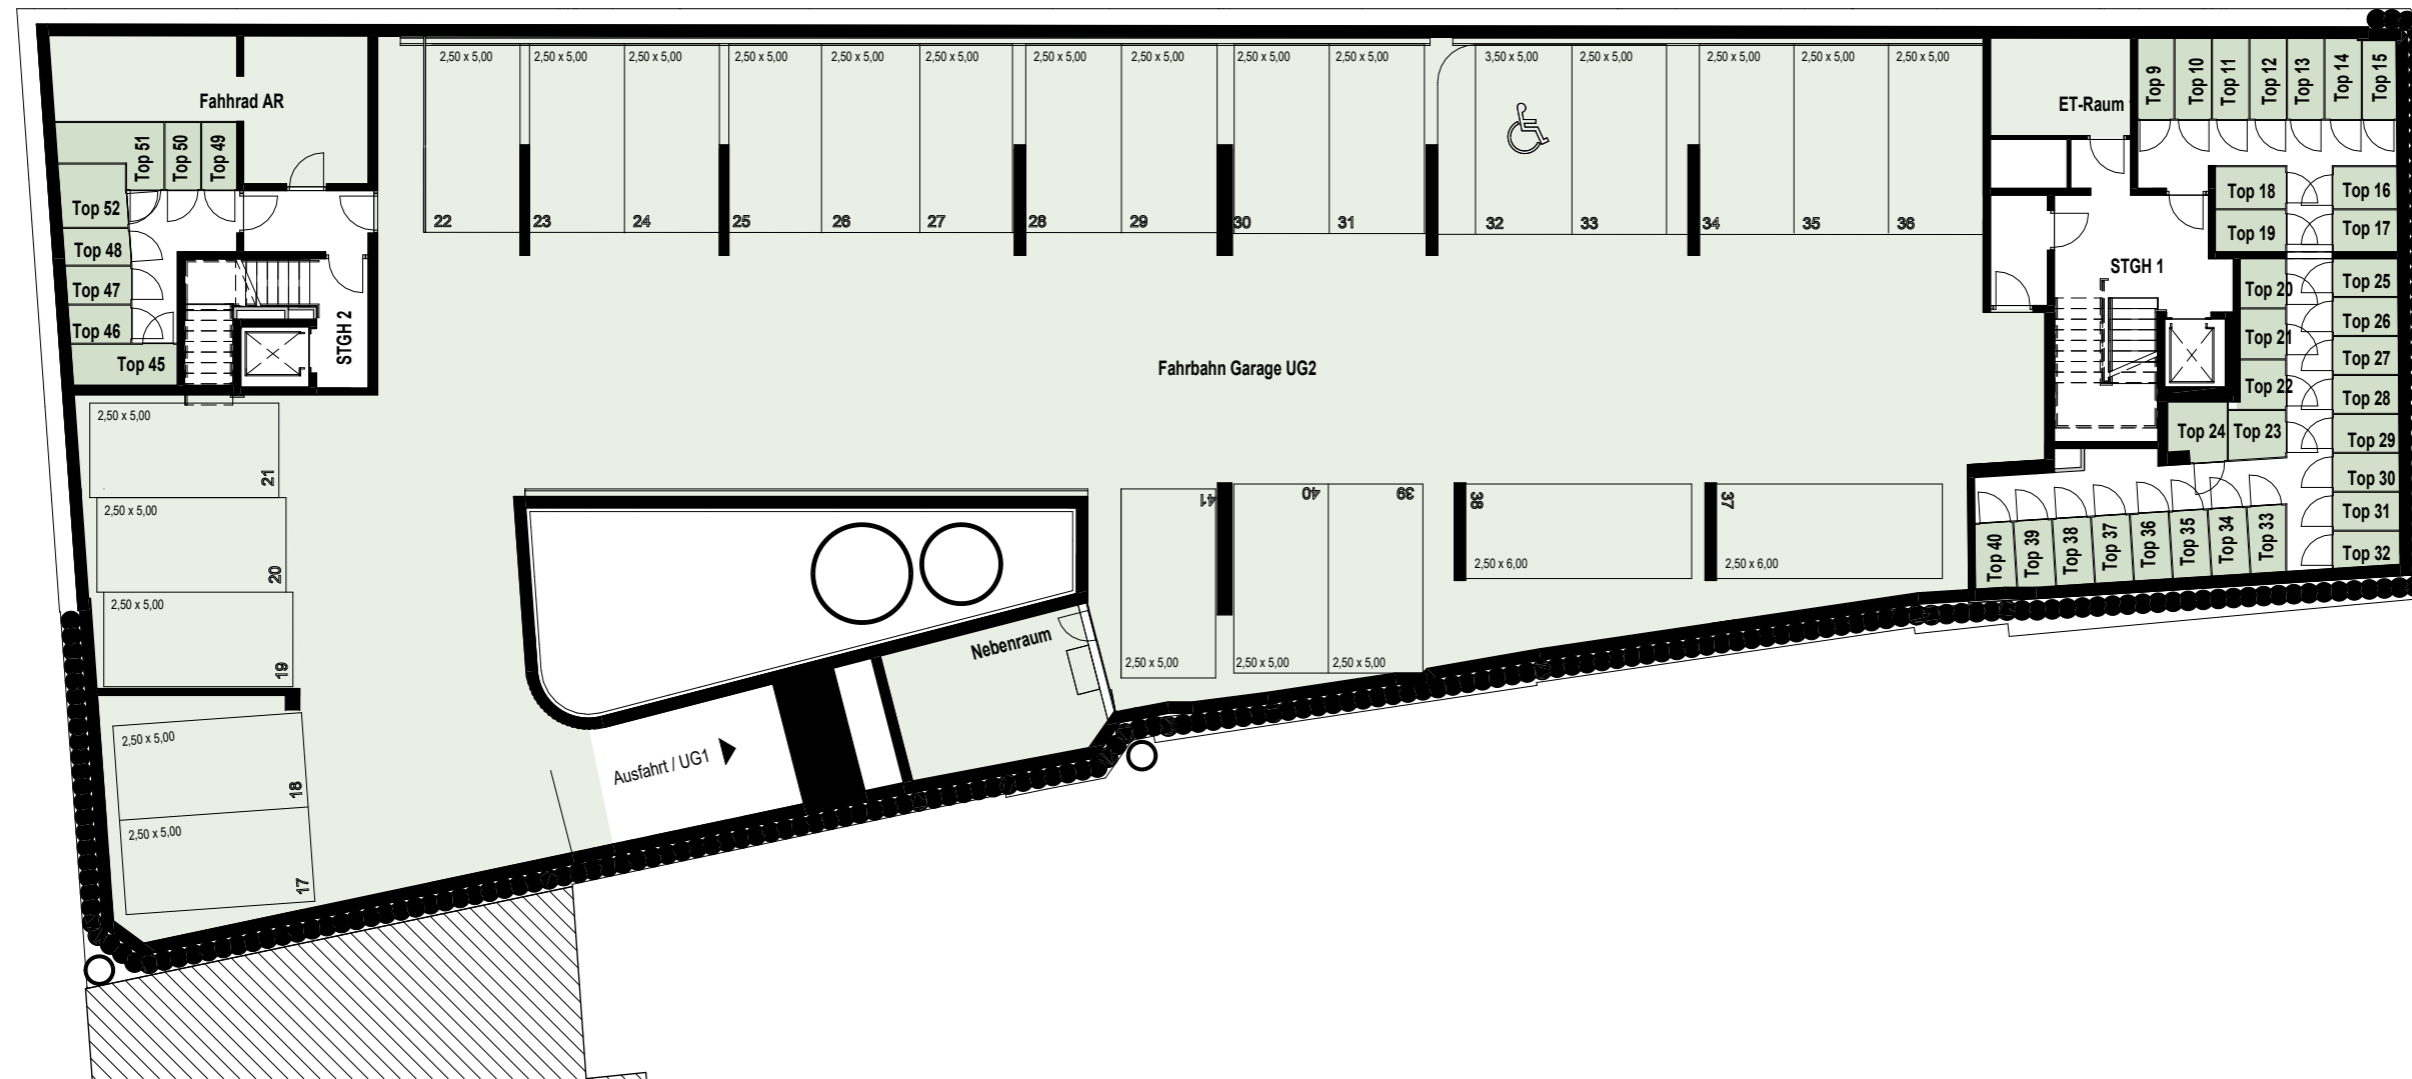 2,50 x 5,00
2,50 x 5,00
2,50 x 5,00
2,50 x 5,00
2,50 x 5,00
2,50 x 5,00
2,50 x 5,00
2,50 x 5,00
2,50 x 5,00
2,50 x 5,00
3,50 x 5,00
2,50 x 5,00
2,50 x 5,00
2,50 x 5,00
2,50 x 5,00
22
23
24
25
26
27
28
29
30
31
32
33
34
35
36
Fahhrad AR
Top 51
Top 50
Top 49
Top 52
Top 48
Top 47
Top 46
Top 45
STGH 2
Fahrbahn Garage UG2
ET-Raum
Top 9
Top 10
Top 11
Top 12
Top 13
Top 14
Top 15
Top 18
Top 16
Top 19
Top 17
STGH 1
Top 20
Top 25
Top 21
Top 26
Top 27
Top 22
Top 28
Top 24
Top 23
Top 29
Top 30
Top 31
Top 32
Top 40
Top 39
Top 38
Top 37
Top 36
Top 35
Top 34
Top 33
2,50 x 5,00
21
2,50 x 5,00
20
2,50 x 5,00
19
2,50 x 5,00
18
2,50 x 5,00
17
41
2,50 x 5,00
40
2,50 x 5,00
39
2,50 x 5,00
38
2,50 x 6,00
37
2,50 x 6,00
Nebenraum
Ausfahrt / UG1